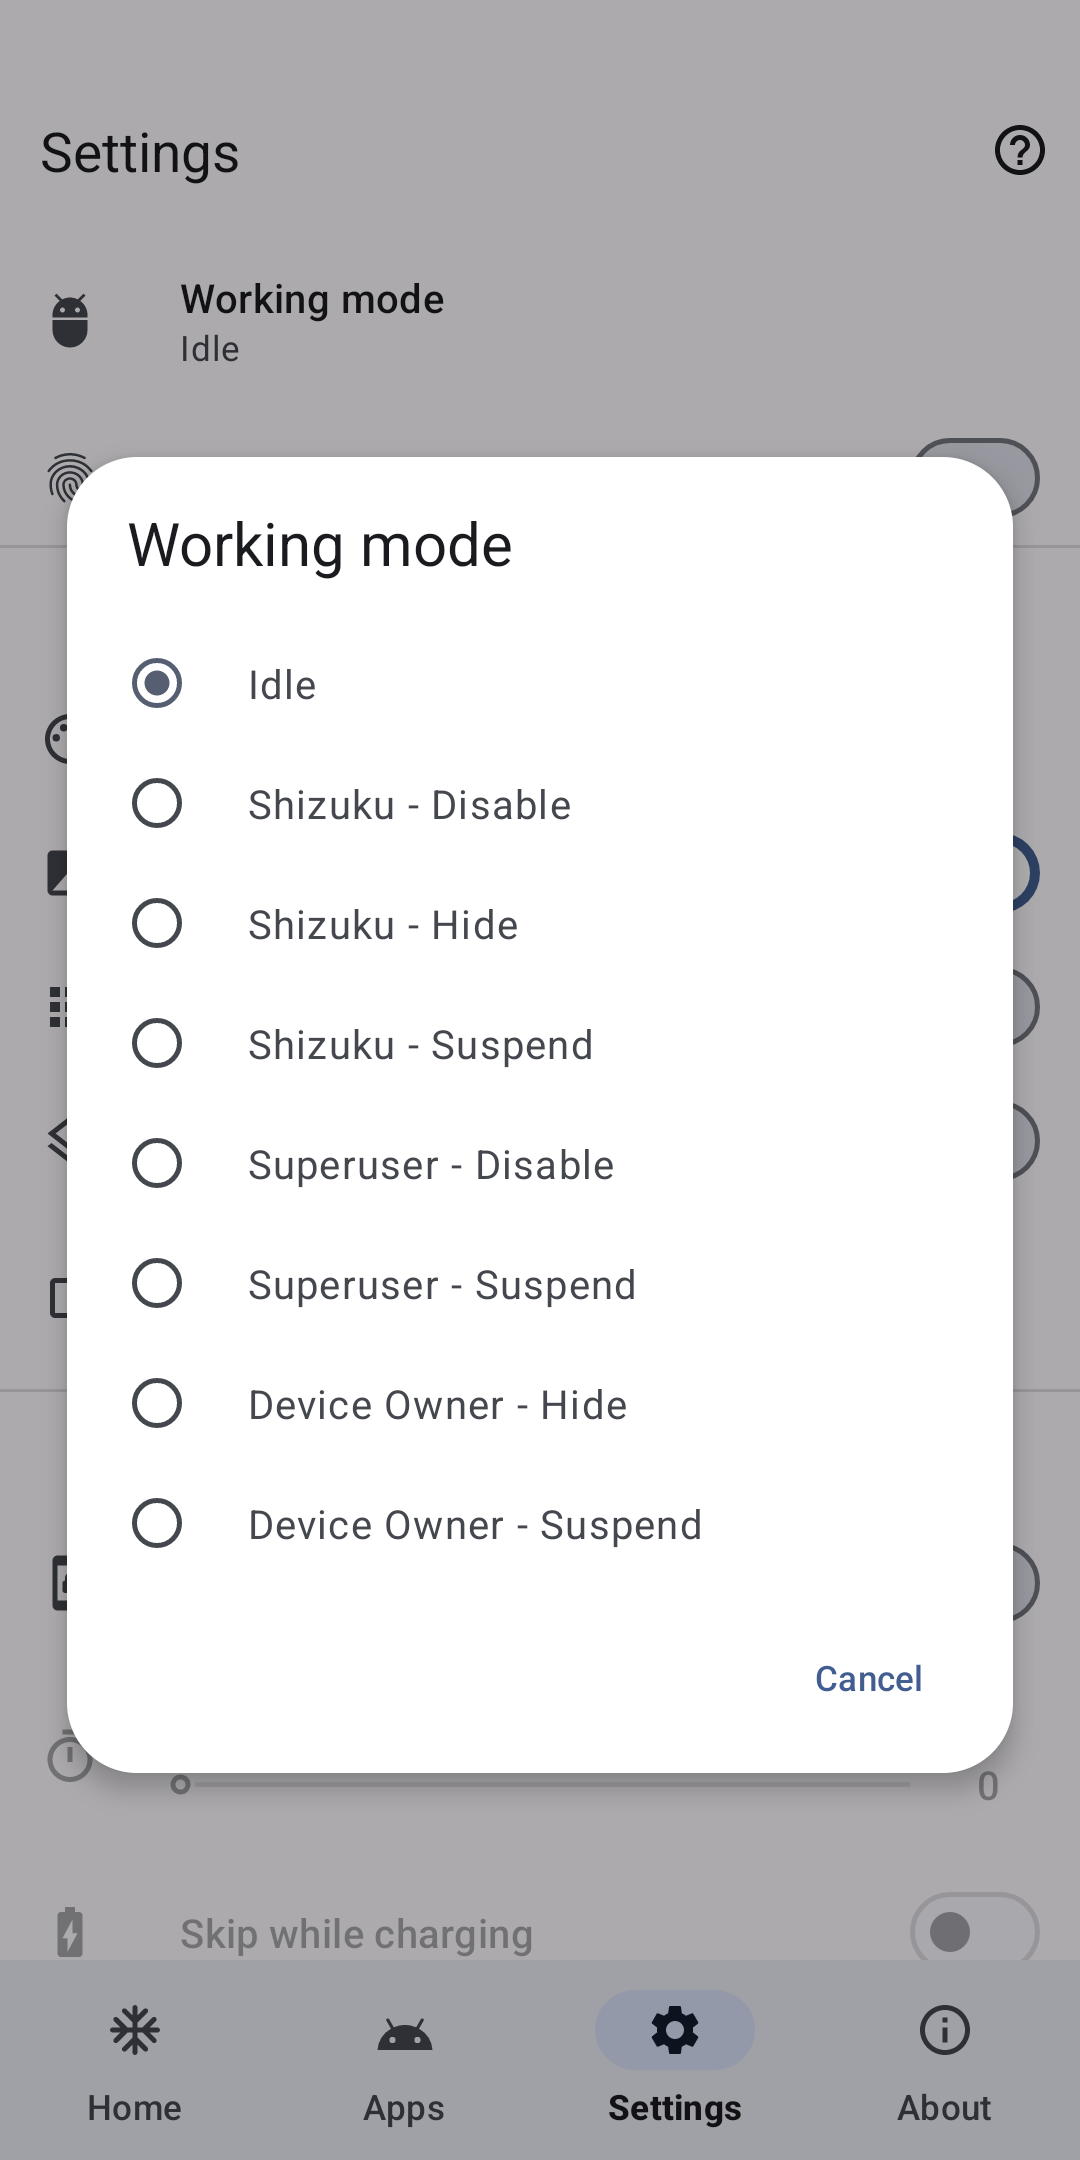 Settings
Working mode
Idle
Working mode
Idle
Shizuku - Disable
Shizuku - Hide
Shizuku - Suspend
Superuser - Disable
Superuser - Suspend
Device Owner - Hide
Device Owner - Suspend
Cancel
0
Skip while charging
Home
Apps
Settings
About